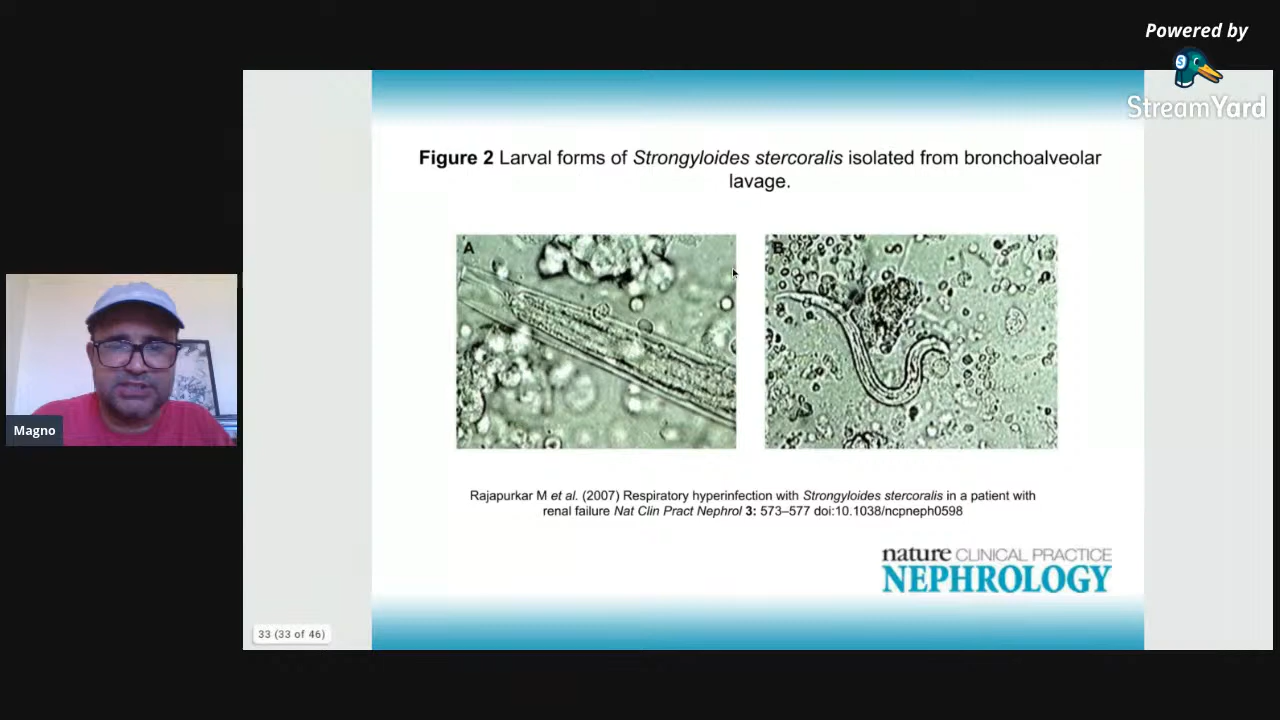 Powered by
StreamYard
Figure 2 Larval forms of Strongyloides stercoralis isolated from bronchoalveolar
lavage.
A
B
Magno
Rajapurkar M et al. (2007) Respiratory hyperinfection with Strongyloides stercoralis in a patient with
renal failure Nat Clin Pract Nephrol 3: 573–577 doi:10.1038/ncpneph0598
nature CLINICAL PRACTICE
NEPHROLOGY
33 (33 of 46)